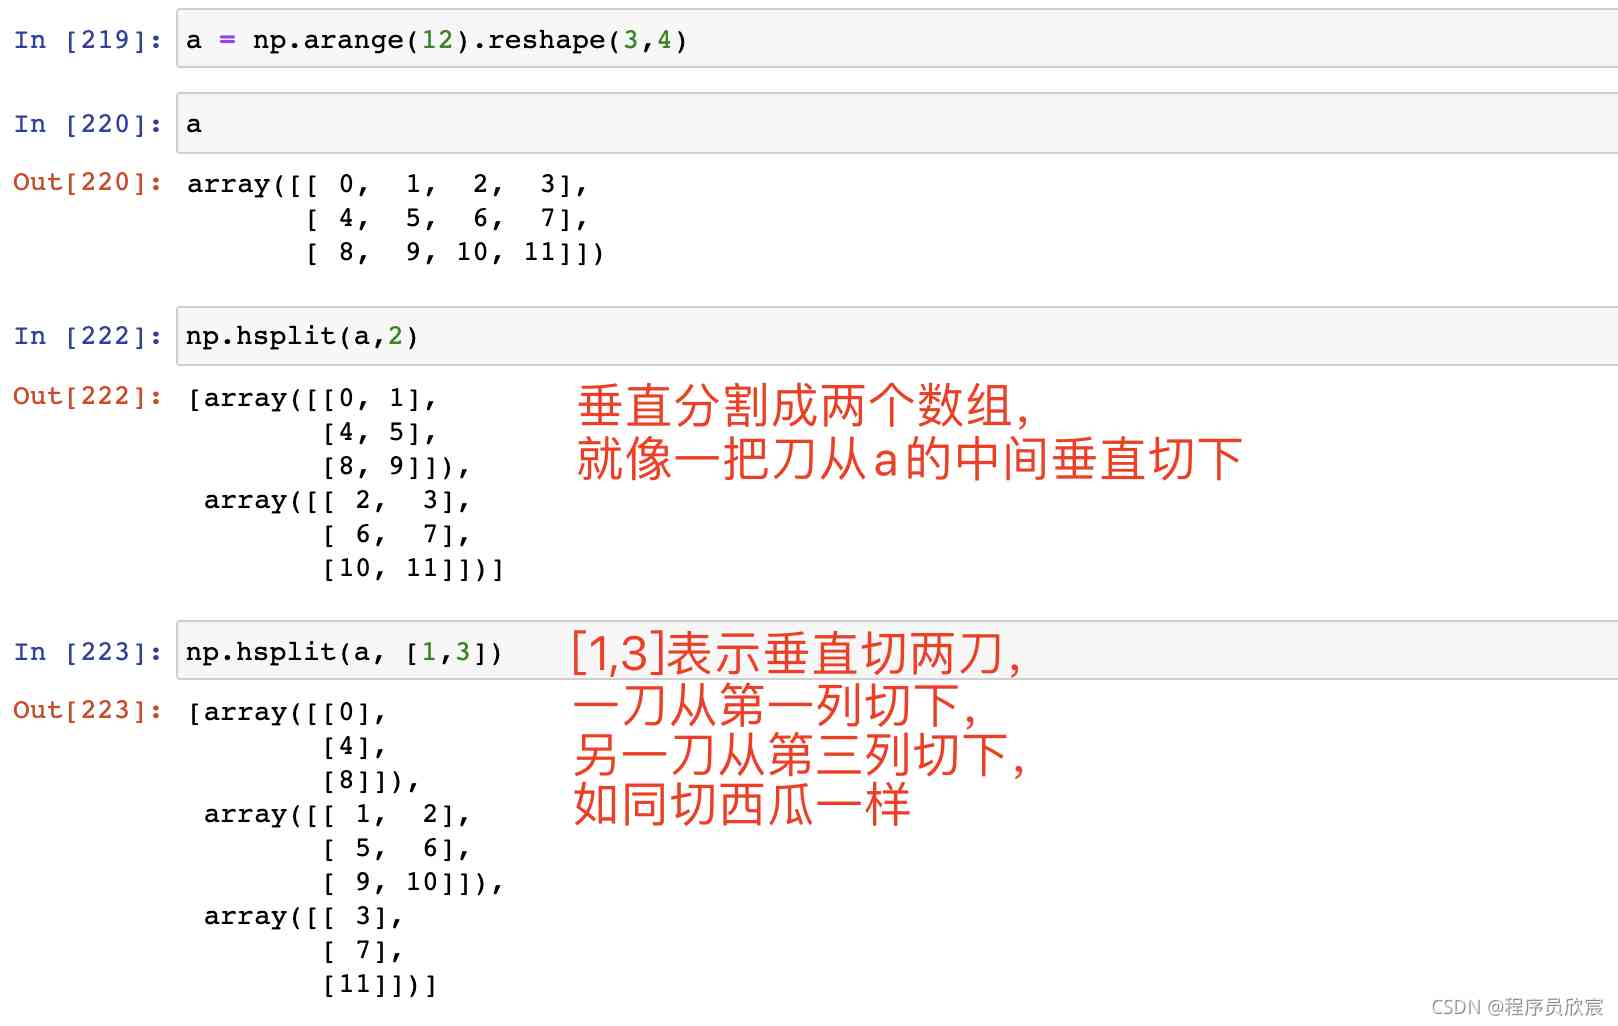 In [219]: a = np.arange(12).reshape(3,4)
In [220]: a
Out[220]: array([[ 0,  1,  2,  3],
       [ 4,  5,  6,  7],
       [ 8,  9, 10, 11]])
In [222]: np.hsplit(a,2)
Out[222]: [array([[0, 1],
        [4, 5],
        [8, 9]]),
 array([[ 2,  3],
        [ 6,  7],
        [10, 11]])]
垂直分割成两个数组，
就像一把刀从a的中间垂直切下
In [223]: np.hsplit(a, [1,3])
[1,3]表示垂直切两刀，
一刀从第一列切下，
另一刀从第三列切下，
如同切西瓜一样
Out[223]: [array([[0],
        [4],
        [8]]),
 array([[ 1,  2],
        [ 5,  6],
        [ 9, 10]]),
 array([[ 3],
        [ 7],
        [11]])]
CSDN @程序员欣宸